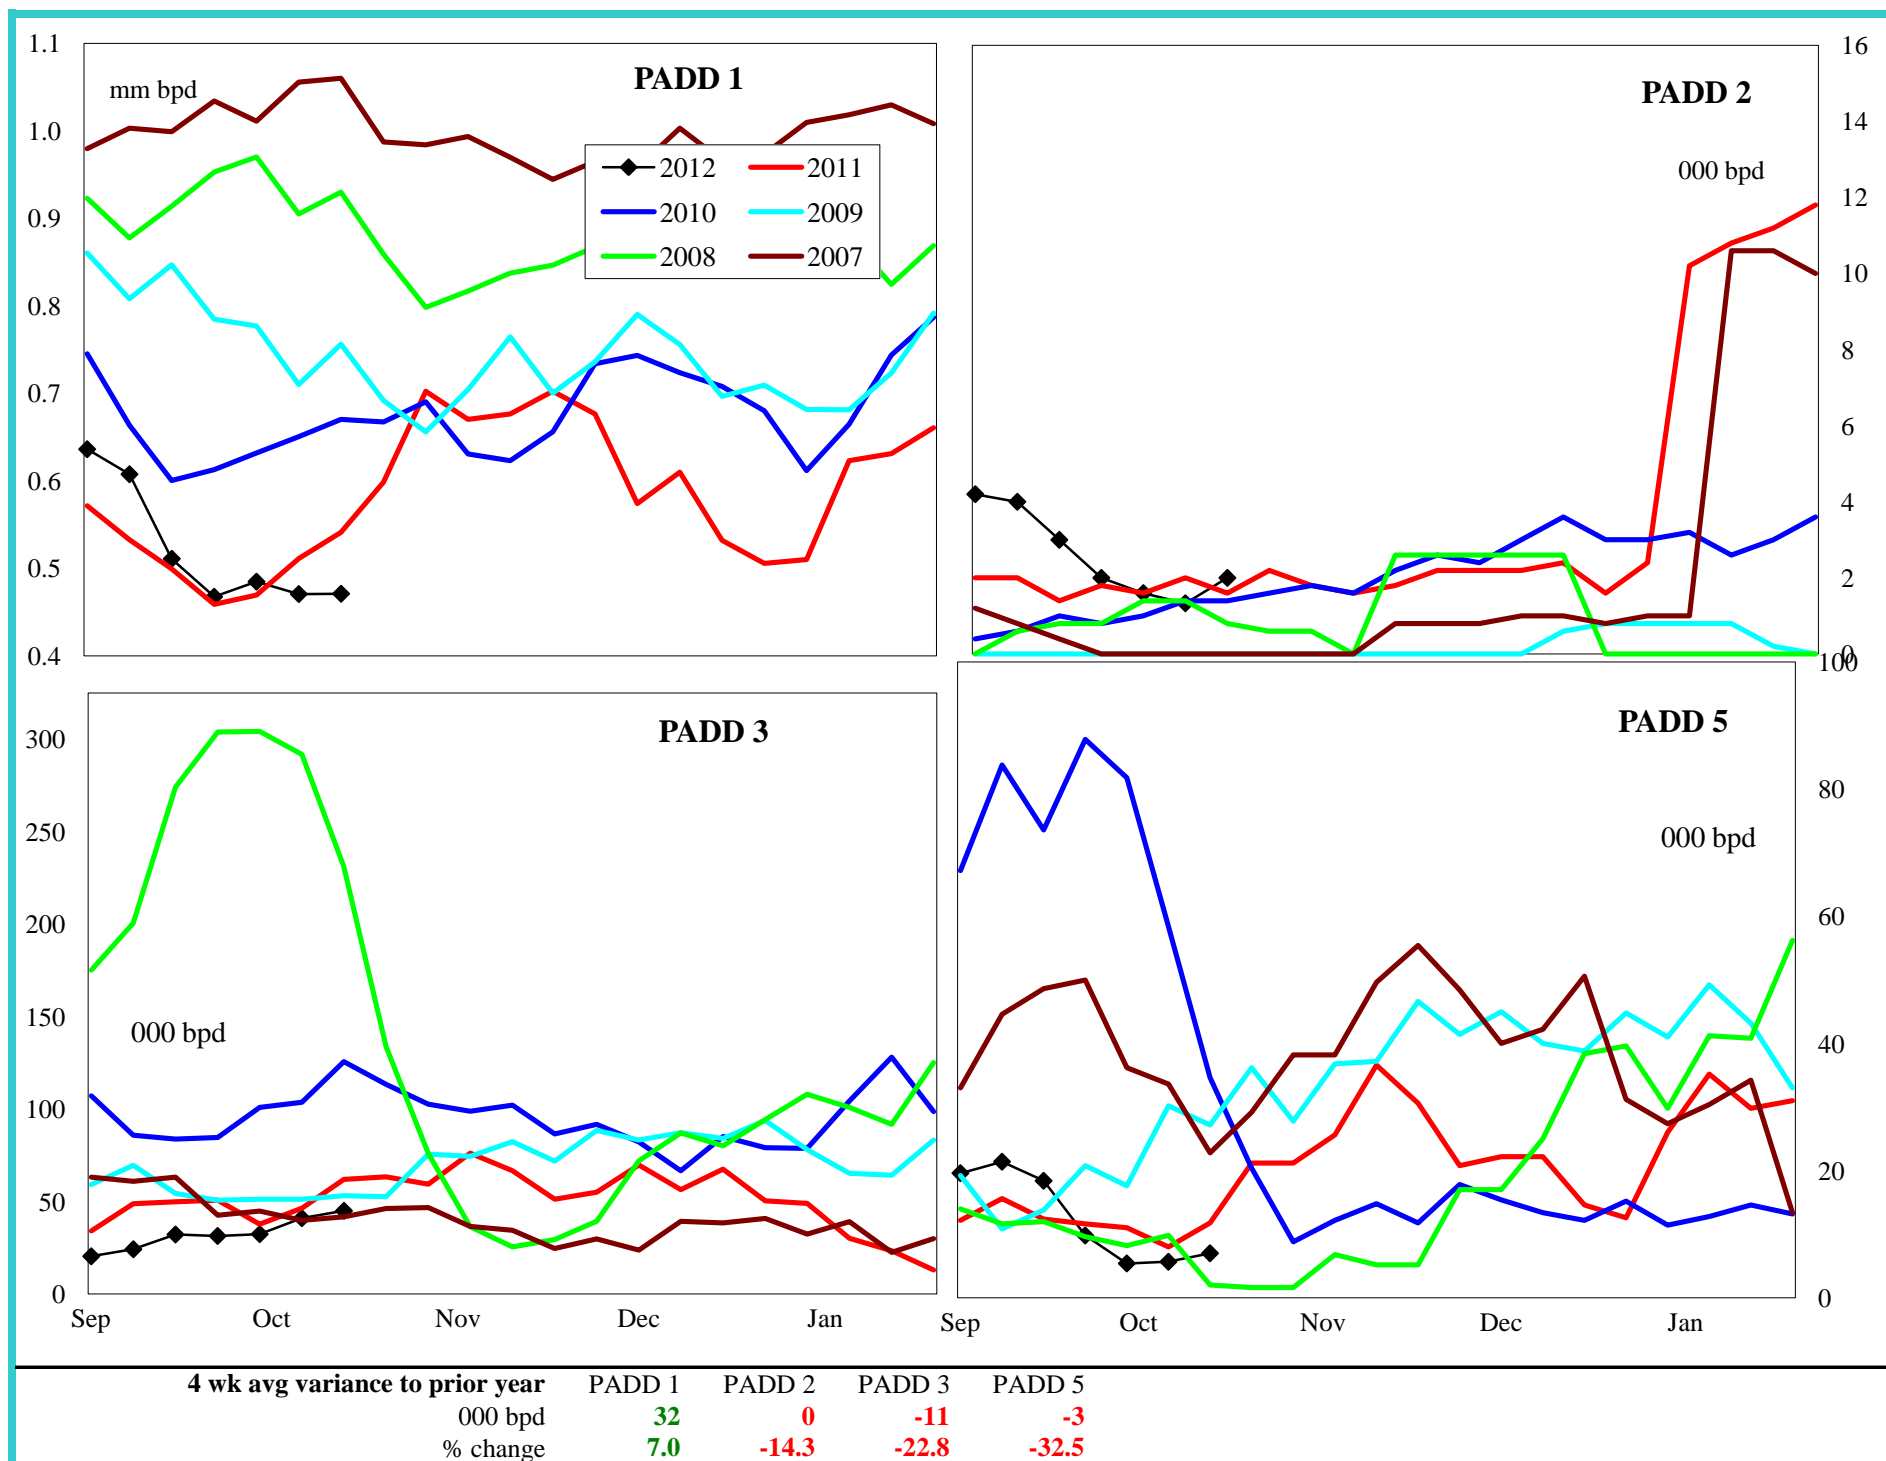 PADD 1
mm bpd
1.1
1.0
0.9
0.8
0.7
0.6
0.5
0.4
2012 2011
2010 2009
2008 2007
PADD 2
000 bpd
16
14
12
10
8
6
4
2
0
PADD 3
000 bpd
300
250
200
150
100
50
0
Sep Oct Nov Dec Jan
PADD 5
000 bpd
100
80
60
40
20
0
Sep Oct Nov Dec Jan
4 wk avg variance to prior year PADD 1 PADD 2 PADD 3 PADD 5
000 bpd 32 0 -11 -3
% change 7.0 -14.3 -22.8 -32.5